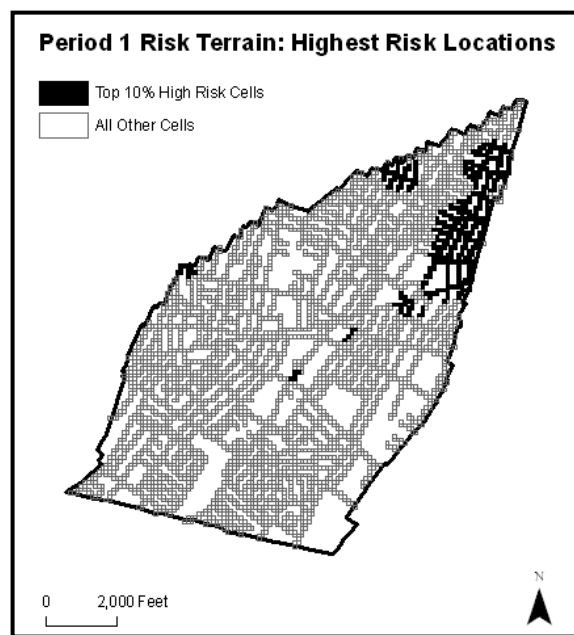 Period 1 Risk Terrain: Highest Risk Locations
Top 10% High Risk Cells
All Other Cells
N
0 2,000 Feet